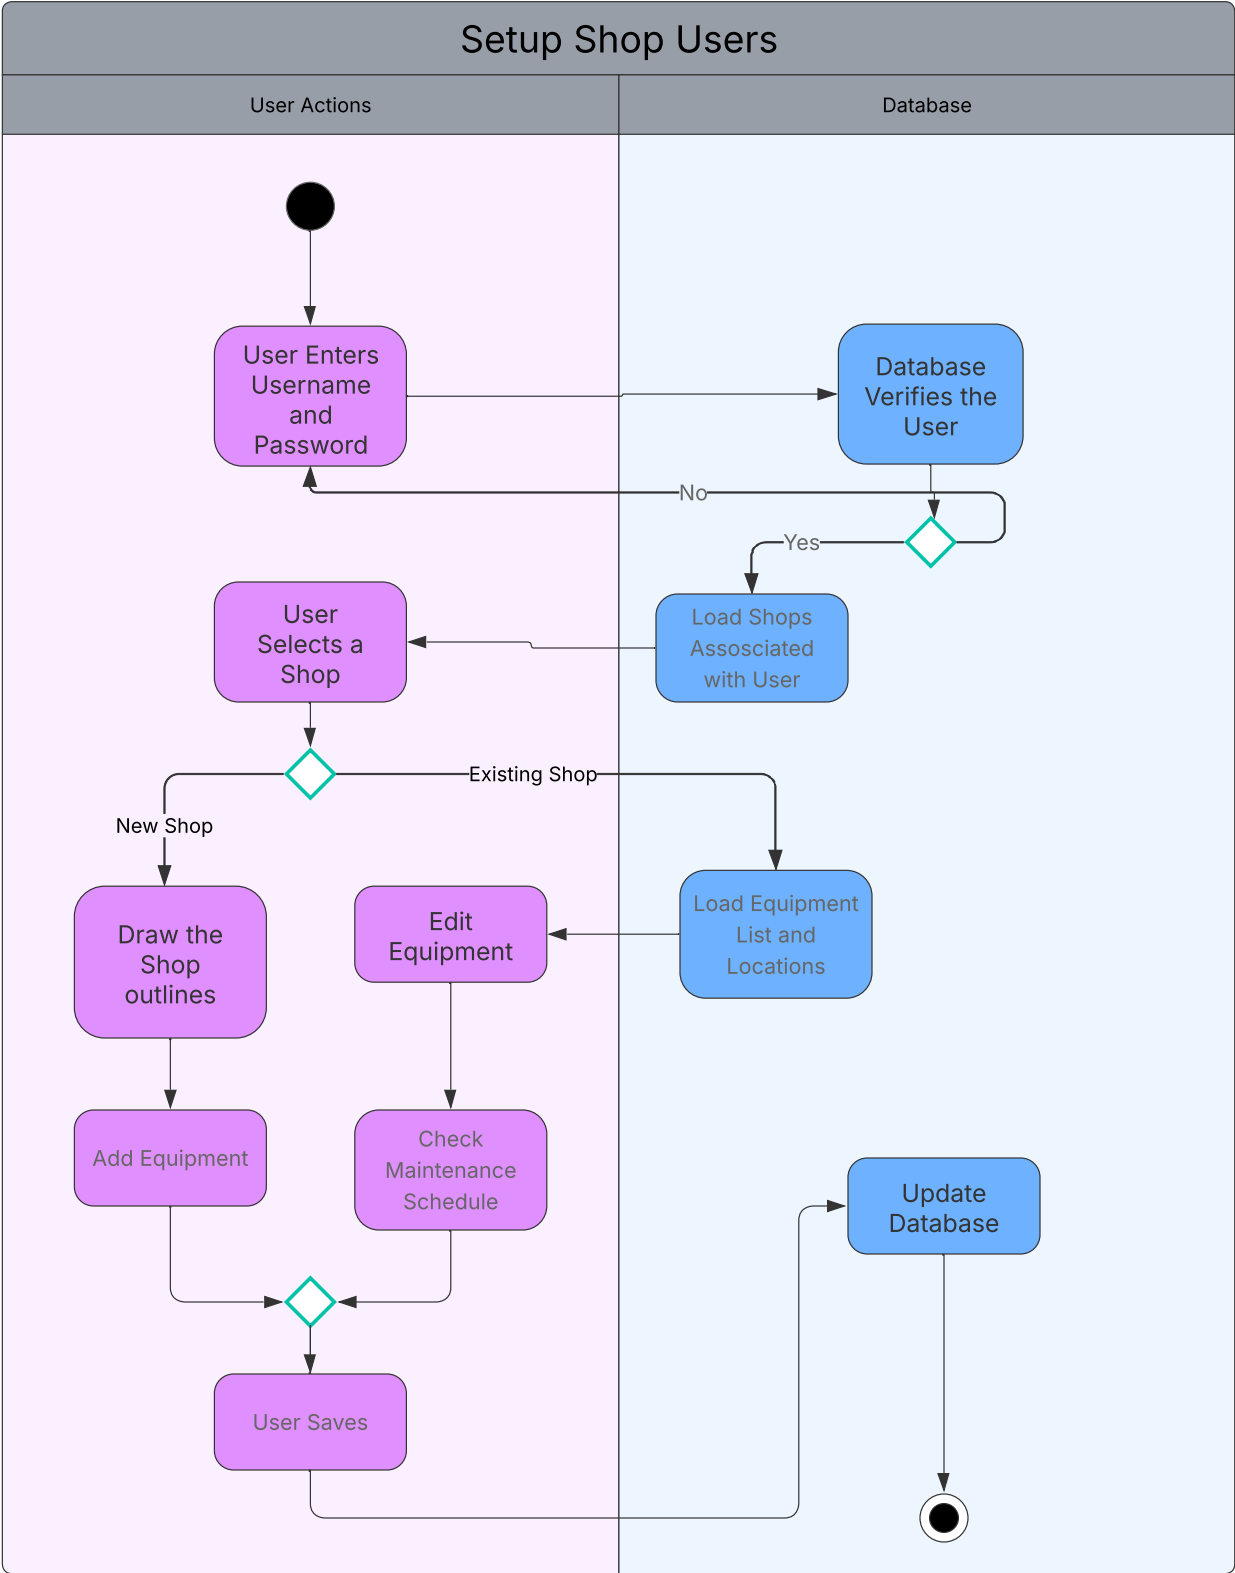 Setup Shop Users
User Actions
Database
User Enters
Username
and
Password
Database
Verifies the
User
No
Yes
User
Selects a
Shop
Load Shops
Assosciated
with User
Existing Shop
New Shop
Draw the
Shop
outlines
Edit
Equipment
Load Equipment
List and
Locations
Add Equipment
Check
Maintenance
Schedule
Update
Database
User Saves